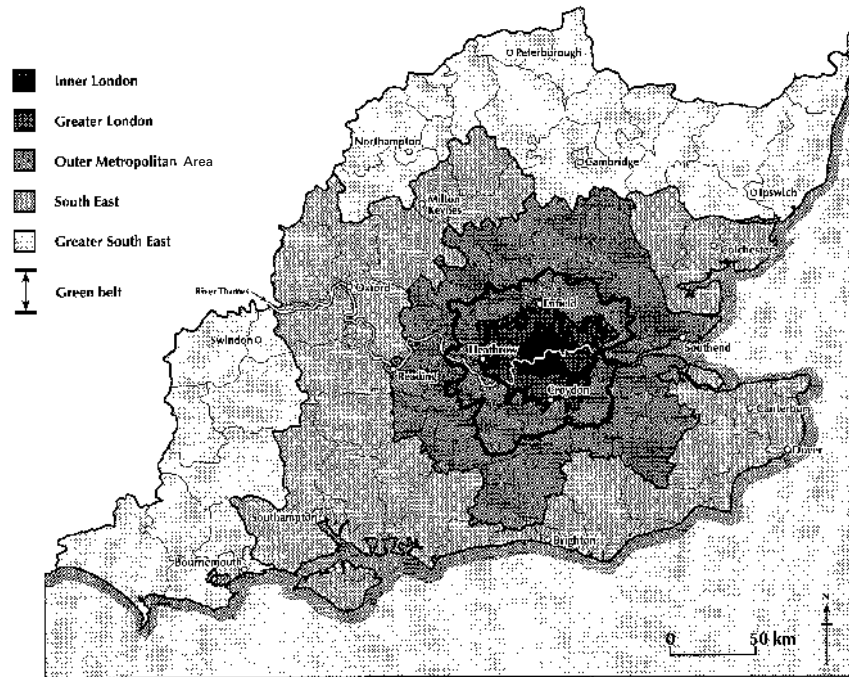 Inner London
Greater London
Outer Metropolitan Area
South East
Greater South East
Green belt
Peterborough
Northampton
Cambridge
Ipswich
Milton
Keynes
Colchester
River Thames
Oxford
Enfield
Swindon
Heathrow
Southend
Reading
Croydon
Canterbury
Dover
Southampton
Brighton
Bournemouth
0 50 km
N